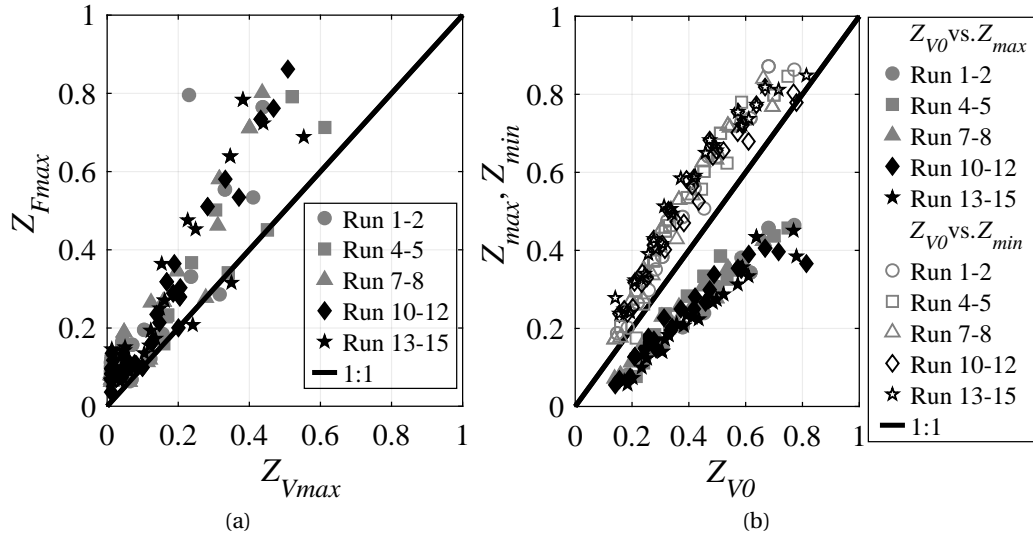 1
0.8
0.6
0.4
0.2
0
Z_Fmax
0 0.2 0.4 0.6 0.8 1
Z_Vmax
Run 1-2
Run 4-5
Run 7-8
Run 10-12
Run 13-15
1:1
(a)
1
0.8
0.6
0.4
0.2
0
Z_max, Z_min
0 0.2 0.4 0.6 0.8 1
Z_V0
(b)
Z_V0 vs. Z_max
Run 1-2
Run 4-5
Run 7-8
Run 10-12
Run 13-15
Z_V0 vs. Z_min
Run 1-2
Run 4-5
Run 7-8
Run 10-12
Run 13-15
1:1